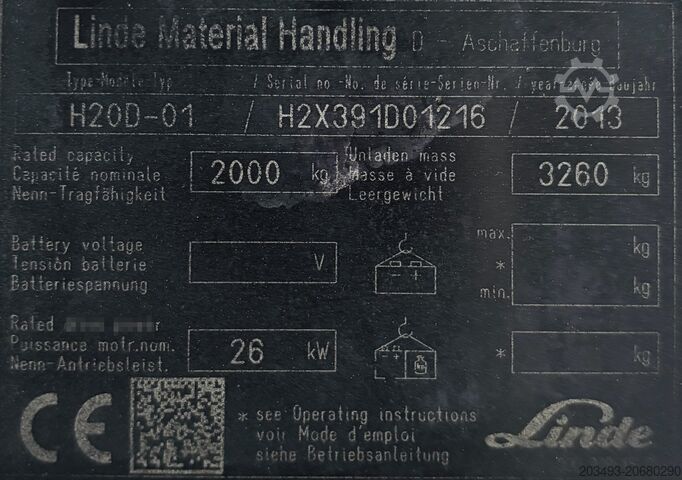 Linde Material Handling D - Aschaffenburg
Type-Modèle-Typ / Serial no -No. de série-Serien-Nr. / year-année-Baujahr
H20D-01 / H2X391D01216 / 2013
Rated capacity
Capacité nominale
Nenn-Tragfähigkeit
2000 kg
Unladen mass
Masse à vide
Leergewicht
3260 kg
Battery voltage
Tension batterie
Batteriespannung
V
- +
max. kg
*
min. kg
Rated
Puissance motr.nom.
Nenn-Antriebsleist.
26 kW
- +
* kg
CE
* see Operating instructions
voir Mode d'emploi
siehe Betriebsanleitung
Linde
203493-20680290